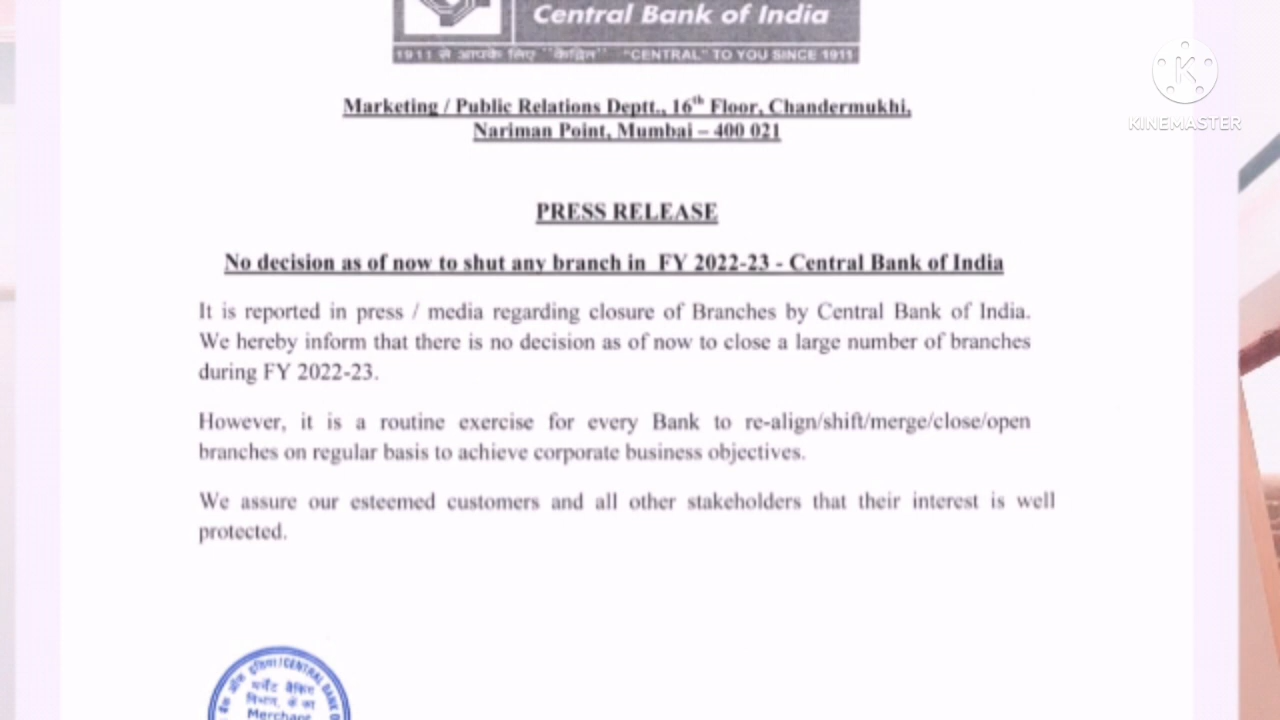 Central Bank of India
1911 से आपके लिए "केंद्रित" "CENTRAL" TO YOU SINCE 1911
Marketing / Public Relations Deptt., 16th Floor, Chandermukhi,
Nariman Point, Mumbai – 400 021
PRESS RELEASE
No decision as of now to shut any branch in FY 2022-23 - Central Bank of India
It is reported in press / media regarding closure of Branches by Central Bank of India.
We hereby inform that there is no decision as of now to close a large number of branches
during FY 2022-23.
However, it is a routine exercise for every Bank to re-align/shift/merge/close/open
branches on regular basis to achieve corporate business objectives.
We assure our esteemed customers and all other stakeholders that their interest is well
protected.
इंडिया/CENTRAL BANK
मर्चेंट बैंकिंग
विभाग, के का
Merchant
K
KINEMASTER